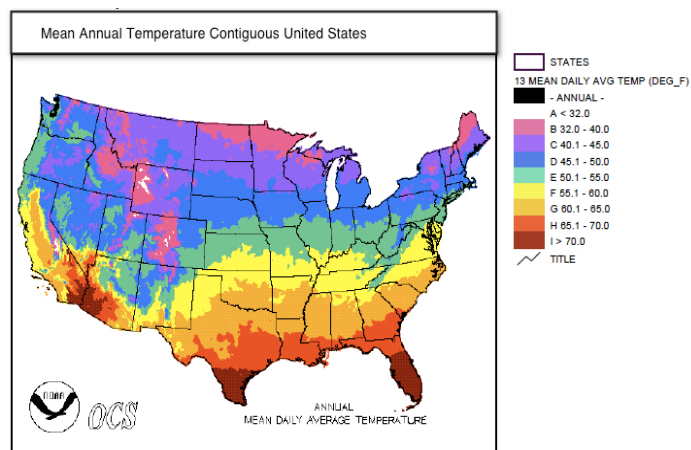 Mean Annual Temperature Contiguous United States
STATES
13 MEAN DAILY AVG TEMP (DEG_F)
- ANNUAL -
A < 32.0
B 32.0 - 40.0
C 40.1 - 45.0
D 45.1 - 50.0
E 50.1 - 55.0
F 55.1 - 60.0
G 60.1 - 65.0
H 65.1 - 70.0
I > 70.0
TITLE
NOAA
OCS
ANNUAL
MEAN DAILY AVERAGE TEMPERATURE